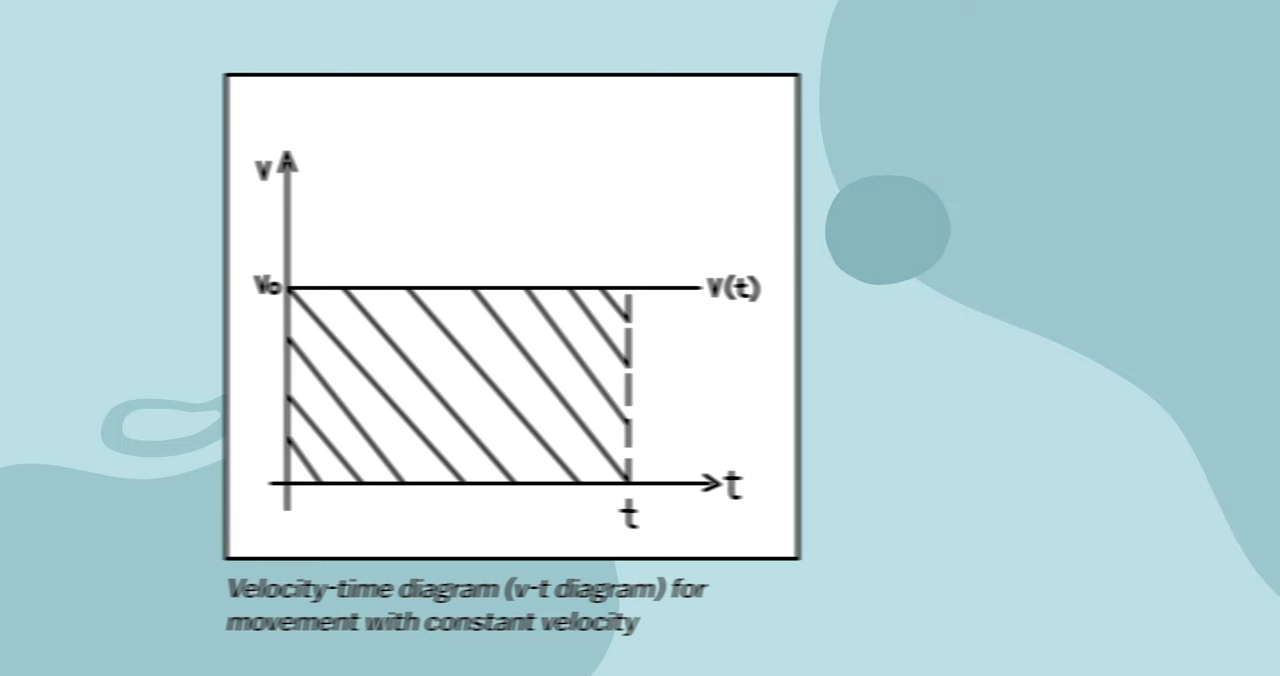 v
v₀
v(t)
t
t
Velocity-time diagram (v-t diagram) for
movement with constant velocity